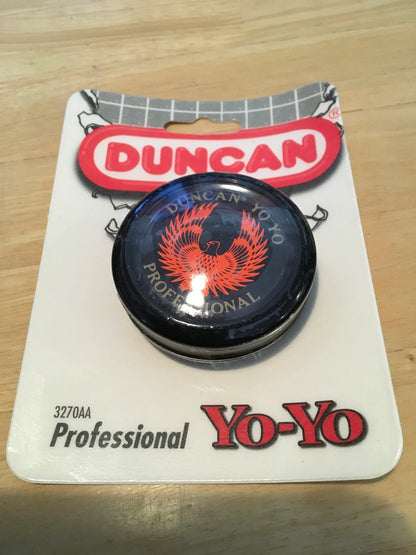 DUNCAN®
DUNCAN® YO-YO
PROFESSIONAL
3270AA
Professional Yo-Yo